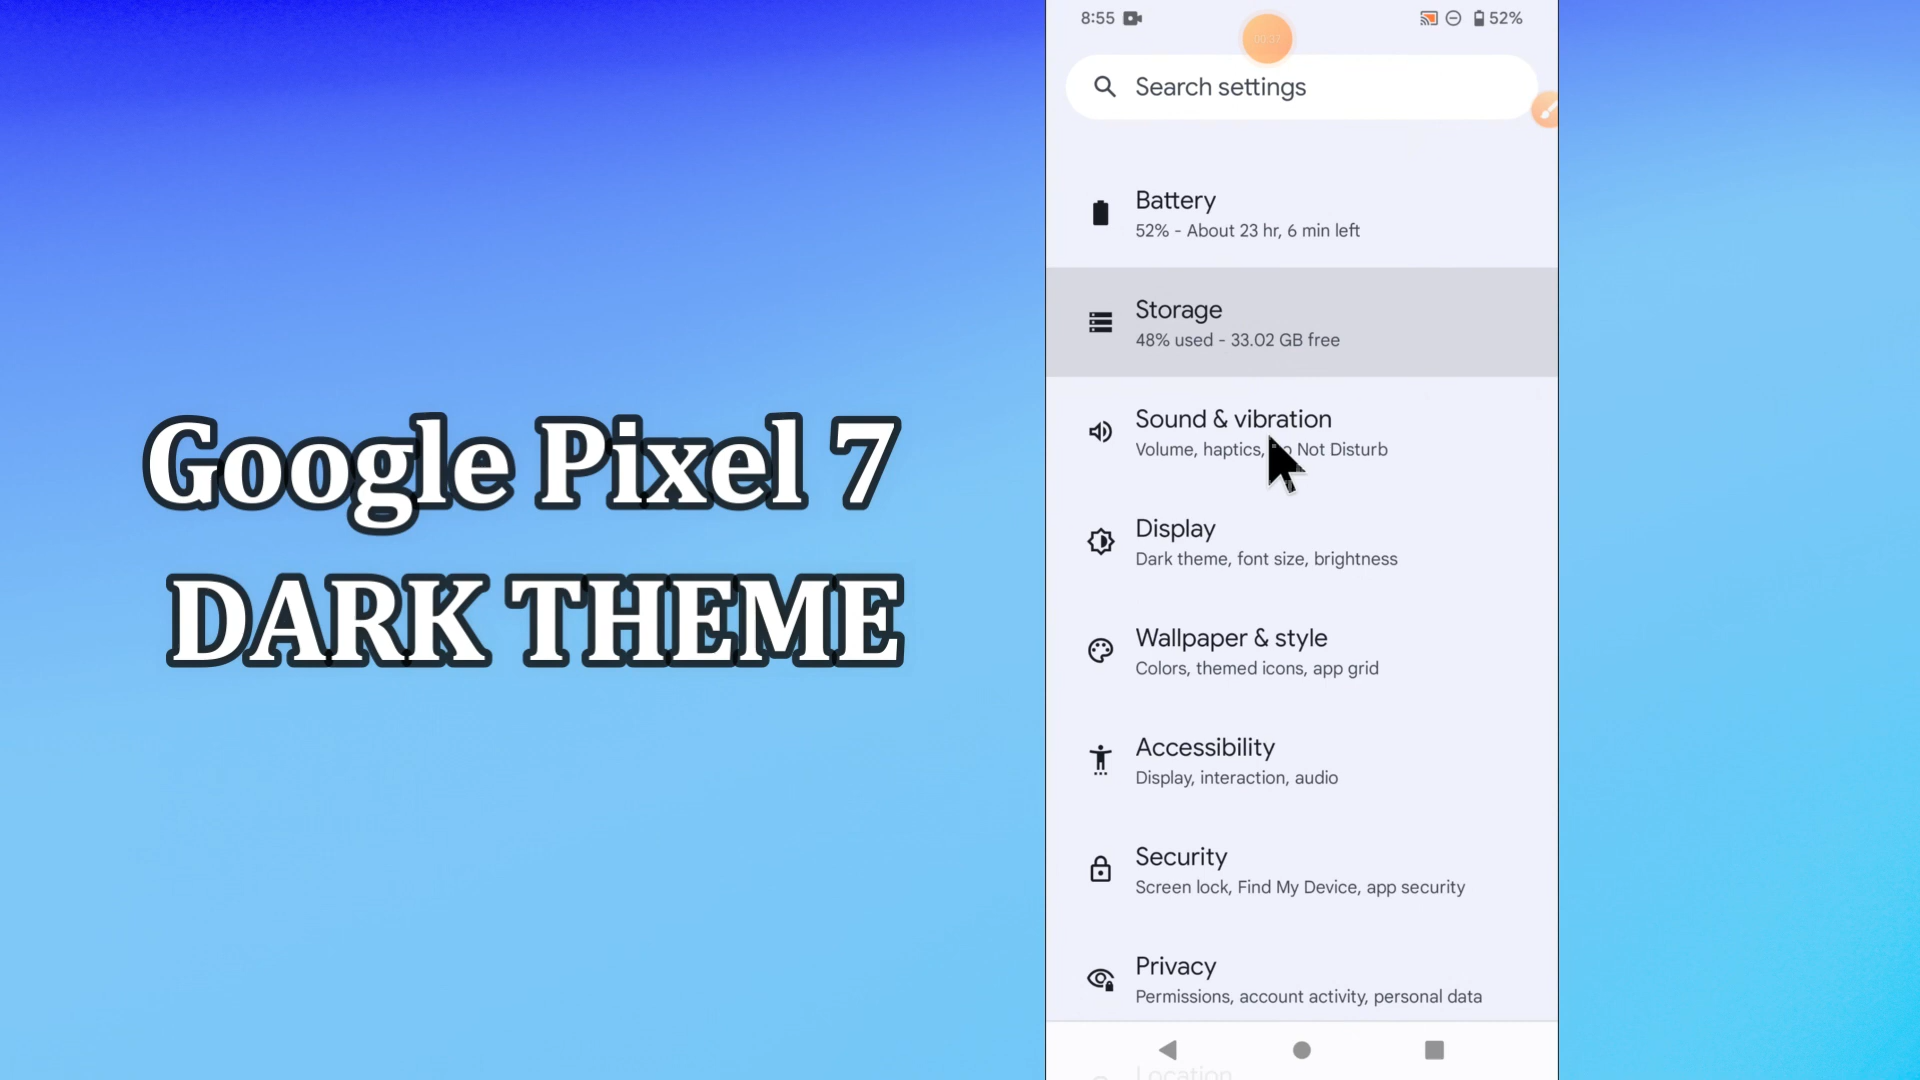 8:55
52%
00:37
Search settings
Battery
52% - About 23 hr, 6 min left
Storage
48% used - 33.02 GB free
Sound & vibration
Volume, haptics, Not Disturb
Google Pixel 7
DARK THEME
Display
Dark theme, font size, brightness
Wallpaper & style
Colors, themed icons, app grid
Accessibility
Display, interaction, audio
Security
Screen lock, Find My Device, app security
Privacy
Permissions, account activity, personal data
Location